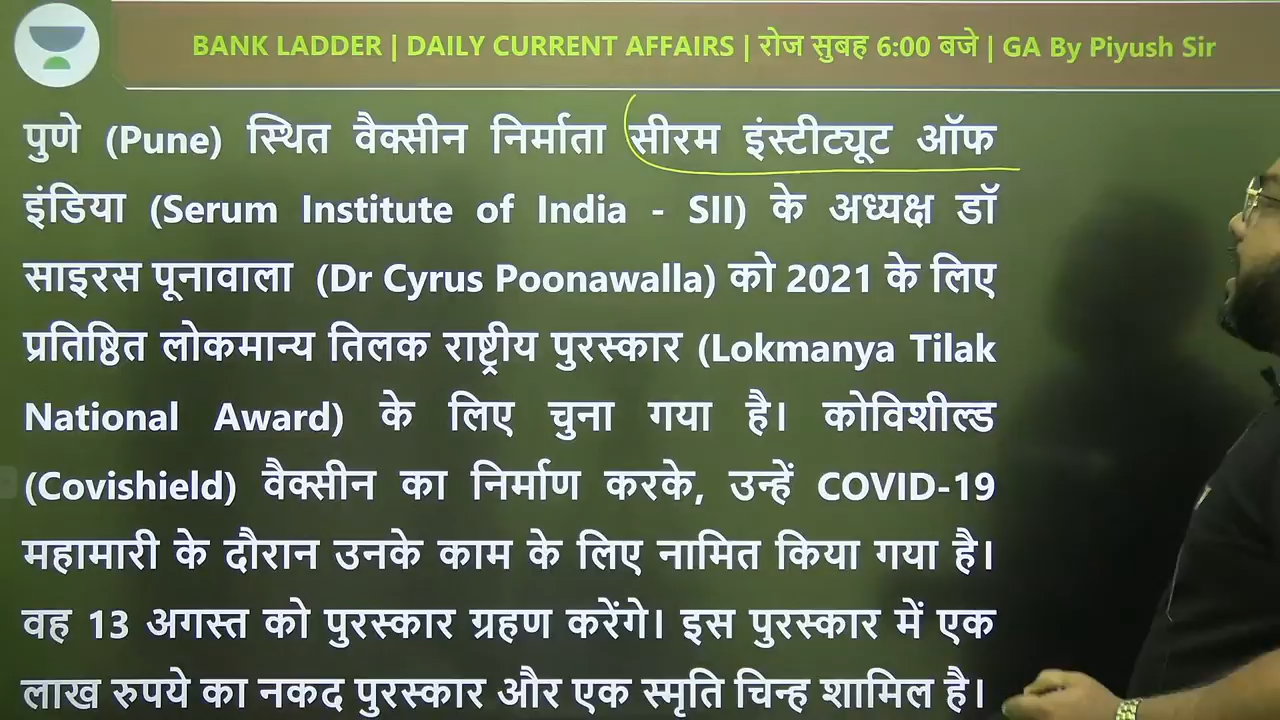 BANK LADDER | DAILY CURRENT AFFAIRS | रोज सुबह 6:00 बजे | GA By Piyush Sir
पुणे (Pune) स्थित वैक्सीन निर्माता सीरम इंस्टीट्यूट ऑफ
इंडिया (Serum Institute of India - SII) के अध्यक्ष डॉ
साइरस पूनावाला (Dr Cyrus Poonawalla) को 2021 के लिए
प्रतिष्ठित लोकमान्य तिलक राष्ट्रीय पुरस्कार (Lokmanya Tilak
National Award) के लिए चुना गया है। कोविशील्ड
(Covishield) वैक्सीन का निर्माण करके, उन्हें COVID-19
महामारी के दौरान उनके काम के लिए नामित किया गया है।
वह 13 अगस्त को पुरस्कार ग्रहण करेंगे। इस पुरस्कार में एक
लाख रुपये का नकद पुरस्कार और एक स्मृति चिन्ह शामिल है।